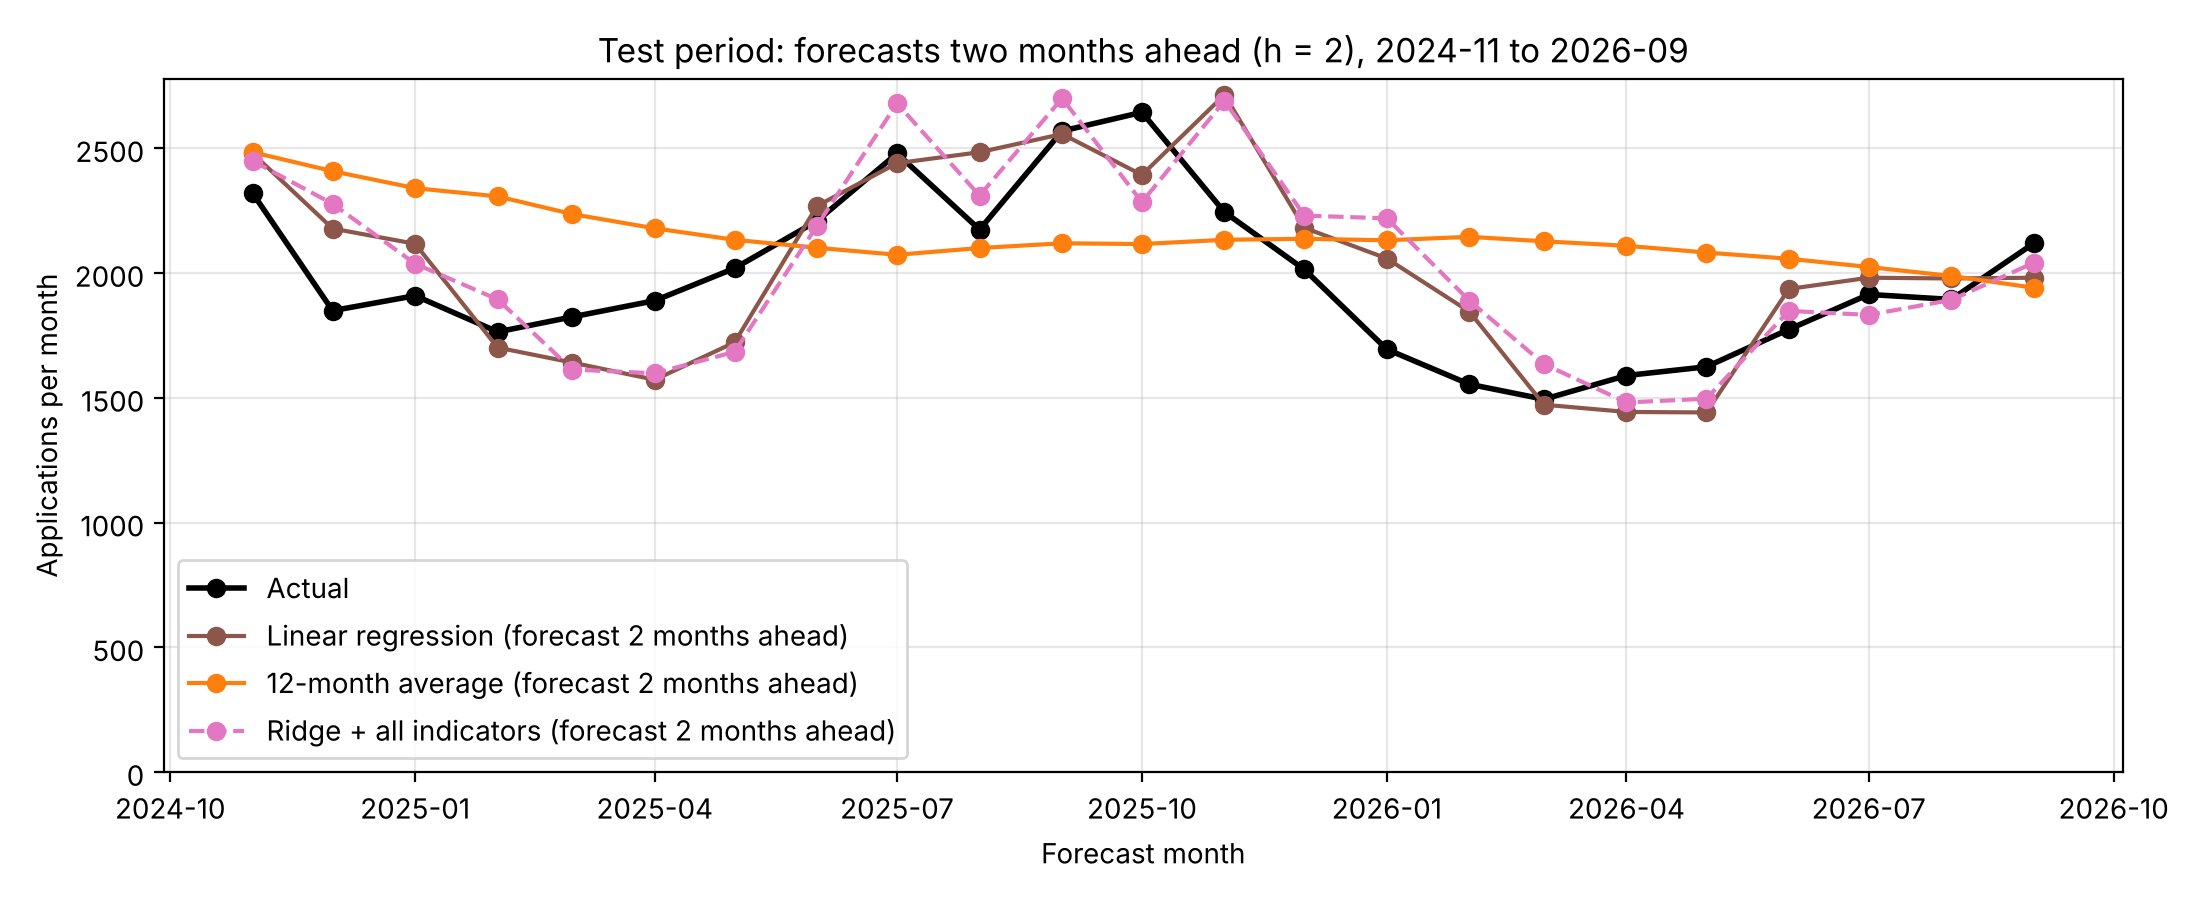 Test period: forecasts two months ahead (h = 2), 2024-11 to 2026-09
Applications per month
2500
2000
1500
1000
500
0
Actual
Linear regression (forecast 2 months ahead)
12-month average (forecast 2 months ahead)
Ridge + all indicators (forecast 2 months ahead)
2024-10 2025-01 2025-04 2025-07 2025-10 2026-01 2026-04 2026-07 2026-10
Forecast month